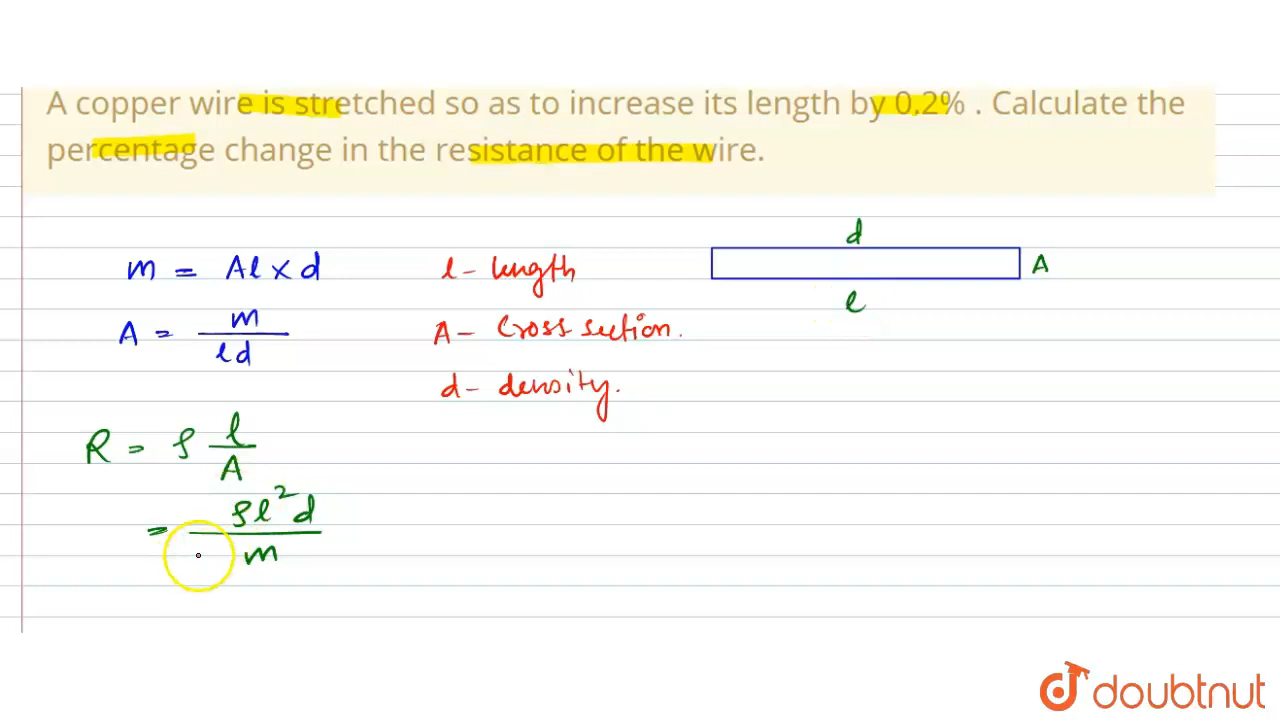 A copper wire is stretched so as to increase its length by 0.2% . Calculate the
percentage change in the resistance of the wire.
m = Al × d
A = m / ld
R = ρ l / A
= ρl²d / m
l - length
A - Cross section.
d - density.
d
A
l
doubtnut